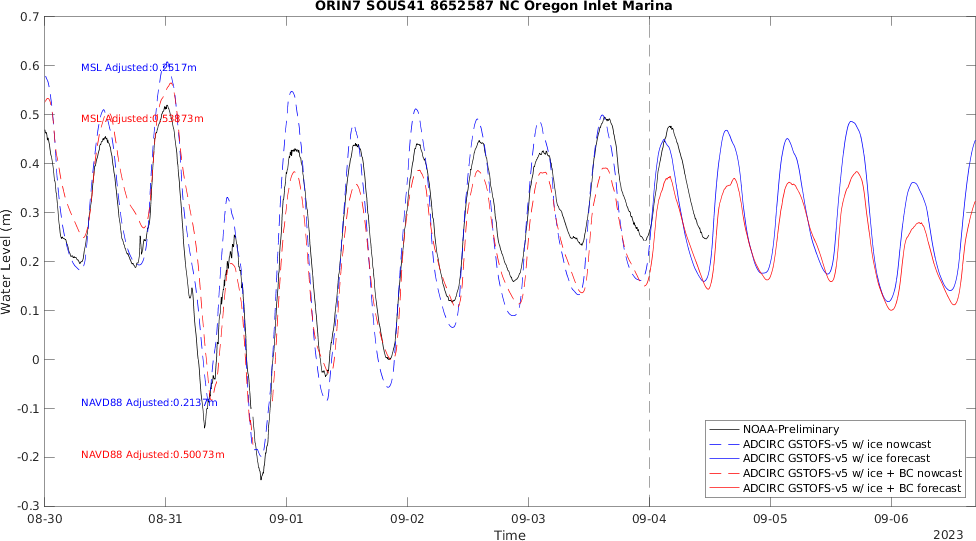 ORIN7 SOUS41 8652587 NC Oregon Inlet Marina
0.7
0.6
0.5
0.4
0.3
0.2
0.1
0
-0.1
-0.2
-0.3
Water Level (m)
MSL Adjusted:0.2517m
MSL Adjusted:0.53873m
NAVD88 Adjusted:0.2137m
NAVD88 Adjusted:0.50073m
NOAA-Preliminary
ADCIRC GSTOFS-v5 w/ ice nowcast
ADCIRC GSTOFS-v5 w/ ice forecast
ADCIRC GSTOFS-v5 w/ ice + BC nowcast
ADCIRC GSTOFS-v5 w/ ice + BC forecast
08-30 08-31 09-01 09-02 09-03 09-04 09-05 09-06
Time
2023